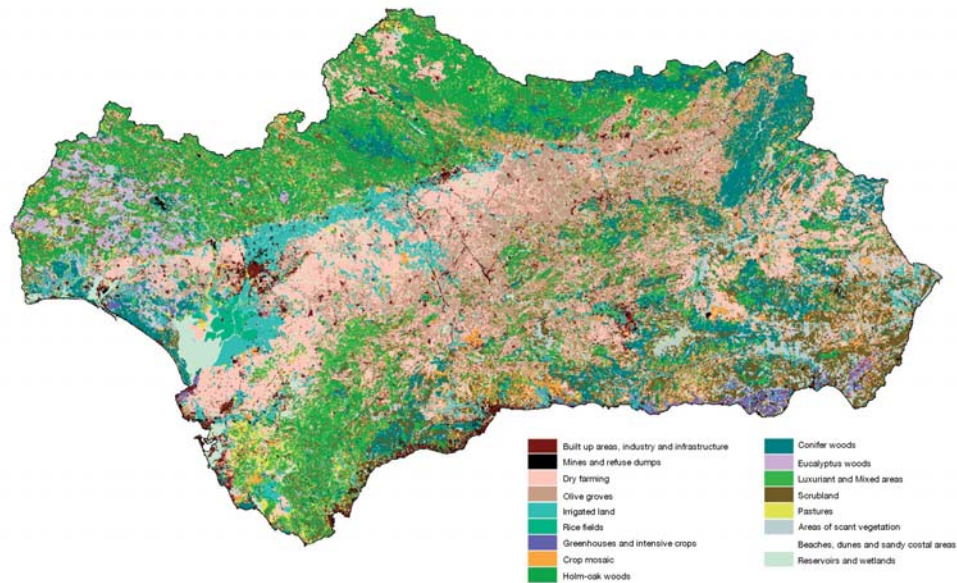 Built up areas, industry and infrastructure
Mines and refuse dumps
Dry farming
Olive groves
Irrigated land
Rice fields
Greenhouses and intensive crops
Crop mosaic
Holm-oak woods
Conifer woods
Eucalyptus woods
Luxuriant and Mixed areas
Scrubland
Pastures
Areas of scant vegetation
Beaches, dunes and sandy costal areas
Reservoirs and wetlands